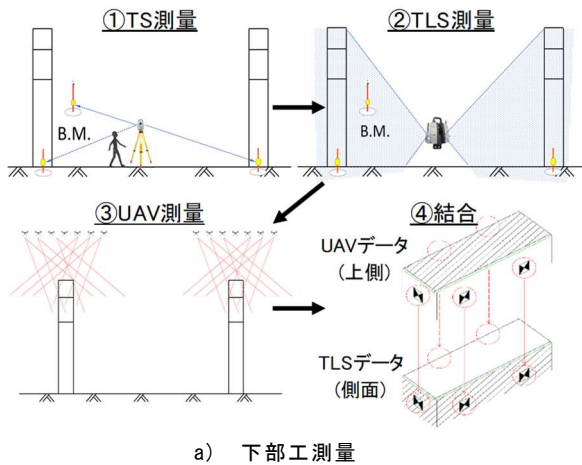 ①TS測量
②TLS測量
B.M.
B.M.
③UAV測量
④結合
UAVデータ
(上側)
TLSデータ
(側面)
a) 下部工測量